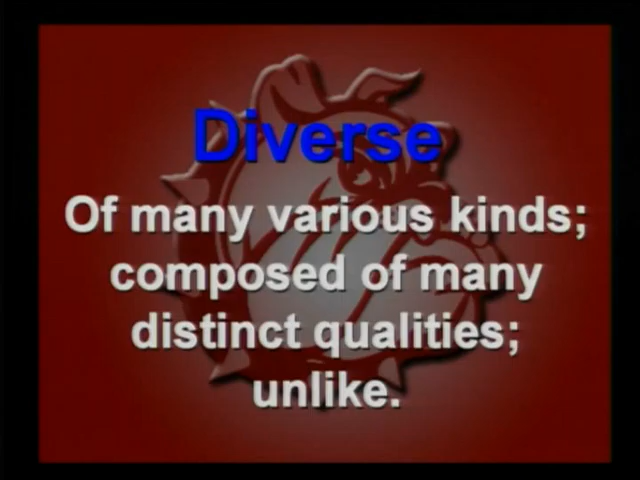 Diverse
Of many various kinds;
composed of many
distinct qualities;
unlike.